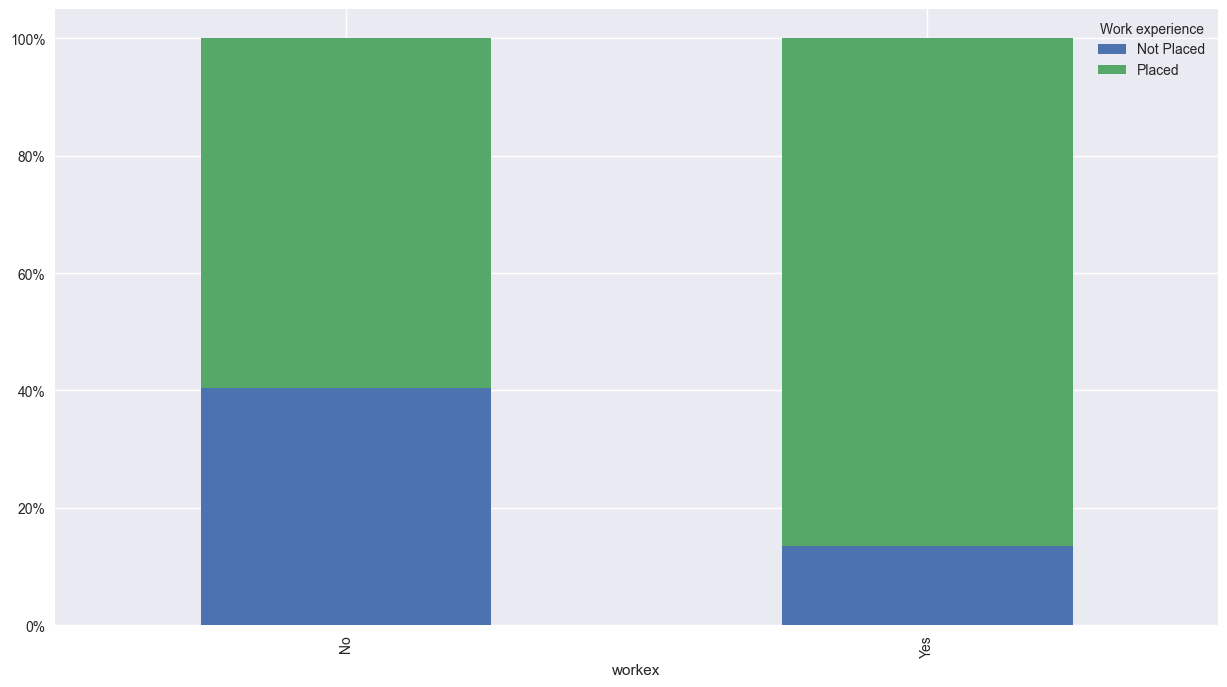 Work experience
Not Placed
Placed
100%
80%
60%
40%
20%
0%
No
Yes
workex